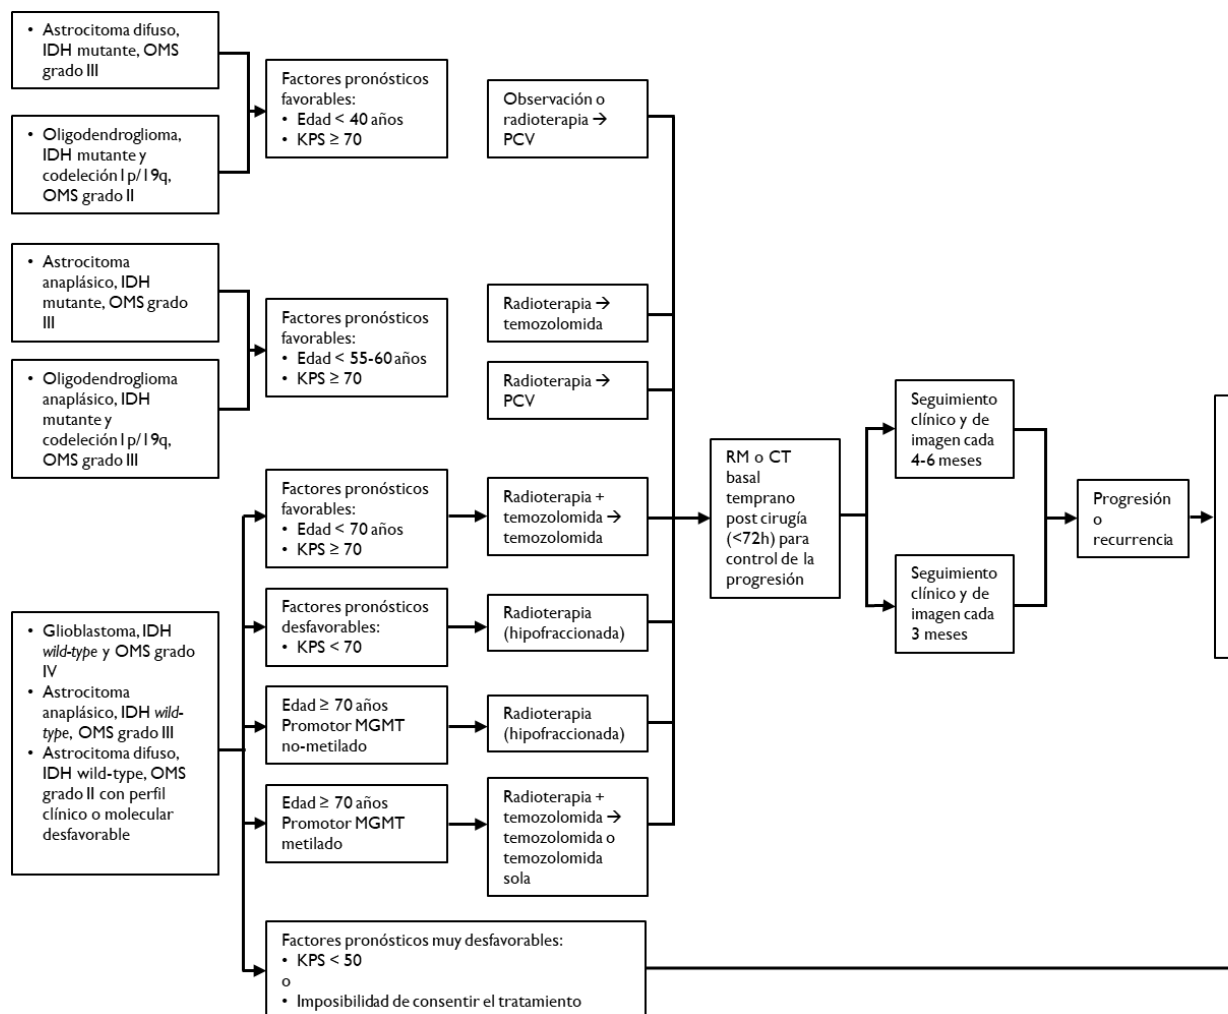 • Astrocitoma difuso,
IDH mutante, OMS
grado III
• Oligodendroglioma,
IDH mutante y
codeleción1p/19q,
OMS grado II
Factores pronósticos
favorables:
• Edad < 40 años
• KPS ≥ 70
Observación o
radioterapia →
PCV
• Astrocitoma
anaplásico, IDH
mutante, OMS grado
III
• Oligodendroglioma
anaplásico, IDH
mutante y
codeleción1p/19q,
OMS grado III
Factores pronósticos
favorables:
• Edad < 55-60 años
• KPS ≥ 70
Radioterapia →
temozolomida
Radioterapia →
PCV
• Glioblastoma, IDH
wild-type y OMS grado
IV
• Astrocitoma
anaplásico, IDH wild-
type, OMS grado III
• Astrocitoma difuso,
IDH wild-type, OMS
grado II con perfil
clínico o molecular
desfavorable
Factores pronósticos
favorables:
• Edad < 70 años
• KPS ≥ 70
Radioterapia +
temozolomida →
temozolomida
Factores pronósticos
desfavorables:
• KPS < 70
Radioterapia
(hipofraccionada)
Edad ≥ 70 años
Promotor MGMT
no-metilado
Radioterapia
(hipofraccionada)
Edad ≥ 70 años
Promotor MGMT
metilado
Radioterapia +
temozolomida →
temozolomida o
temozolomida
sola
Factores pronósticos muy desfavorables:
• KPS < 50
o
• Imposibilidad de consentir el tratamiento
RM o CT
basal
temprano
post cirugía
(<72h) para
control de la
progresión
Seguimiento
clínico y de
imagen cada
4-6 meses
Seguimiento
clínico y de
imagen cada
3 meses
Progresión
o
recurrencia